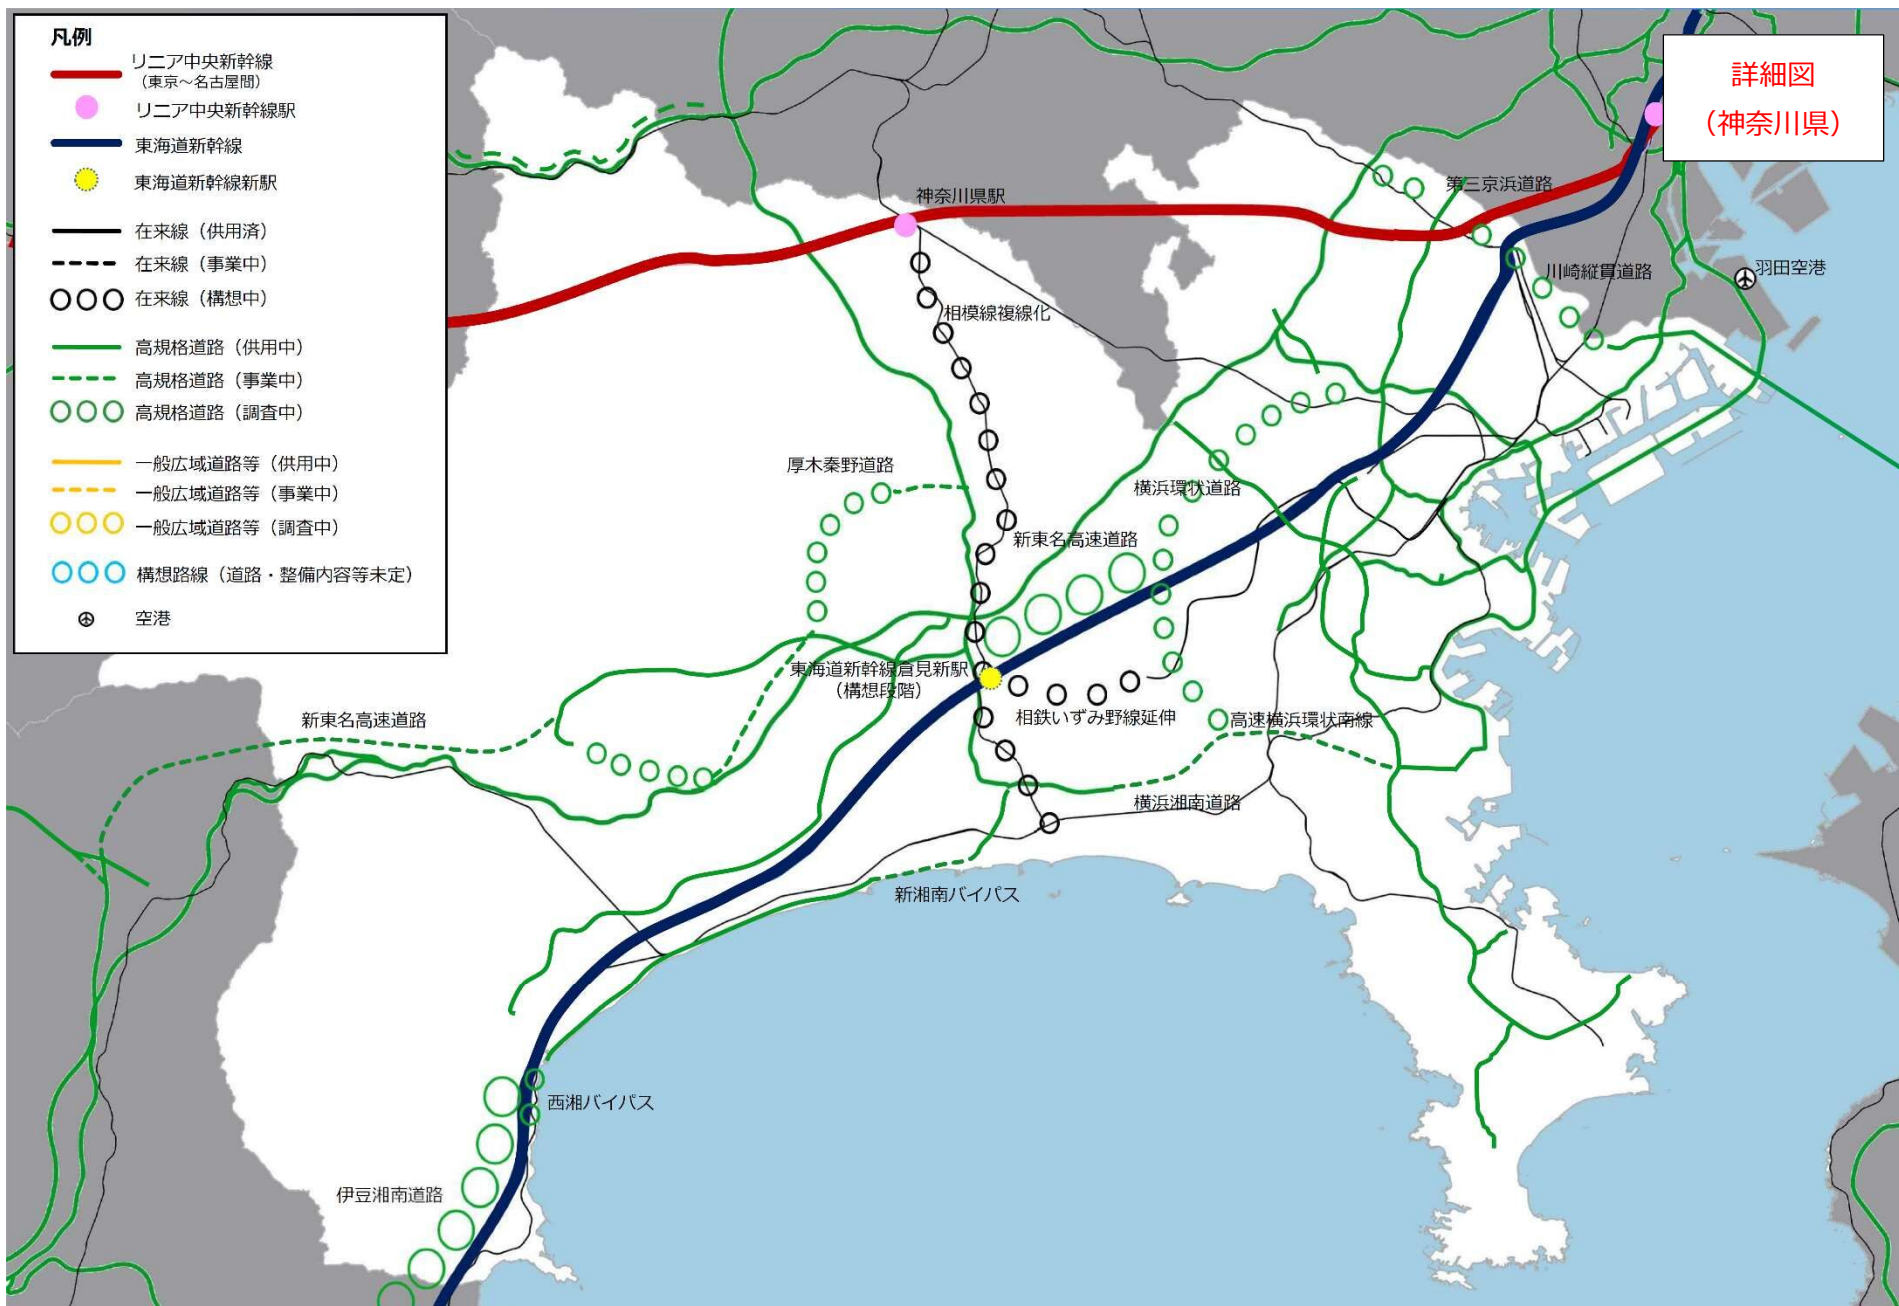 凡例
リニア中央新幹線
（東京～名古屋間）
リニア中央新幹線駅
東海道新幹線
東海道新幹線新駅
在来線（供用済）
在来線（事業中）
在来線（構想中）
高規格道路（供用中）
高規格道路（事業中）
高規格道路（調査中）
一般広域道路等（供用中）
一般広域道路等（事業中）
一般広域道路等（調査中）
構想路線（道路・整備内容等未定）
空港
詳細図
（神奈川県）
神奈川県駅
第三京浜道路
川崎縦貫道路
羽田空港
相模線複線化
厚木秦野道路
横浜環状道路
新東名高速道路
東海道新幹線倉見新駅
（構想段階）
相鉄いずみ野線延伸
高速横浜環状南線
新東名高速道路
横浜湘南道路
新湘南バイパス
西湘バイパス
伊豆湘南道路